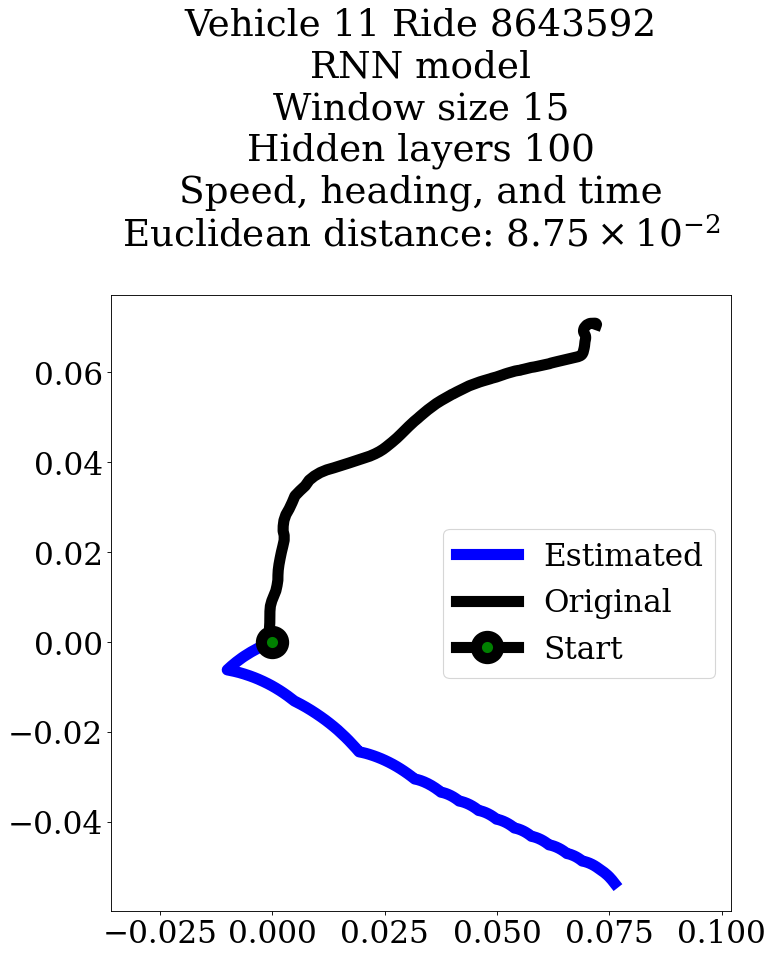 Vehicle 11 Ride 8643592
RNN model
Window size 15
Hidden layers 100
Speed, heading, and time
Euclidean distance: 8.75 × 10⁻²
0.06
0.04
0.02
0.00
−0.02
−0.04
Estimated
Original
Start
−0.025 0.000 0.025 0.050 0.075 0.100